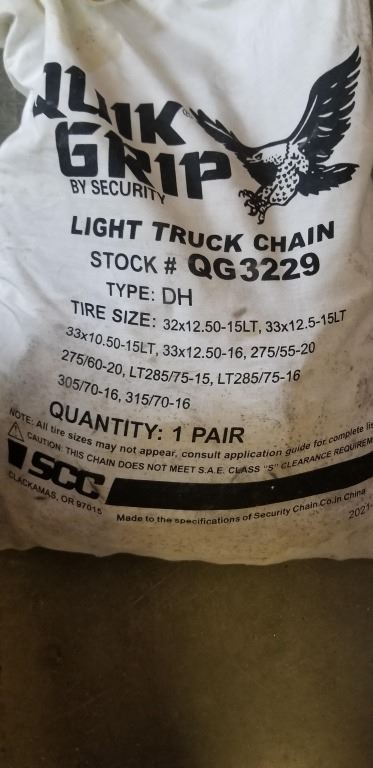 QUIK
GRIP
BY SECURITY
LIGHT TRUCK CHAIN
STOCK # QG3229
TYPE: DH
TIRE SIZE: 32x12.50-15LT, 33x12.5-15LT
33x10.50-15LT, 33x12.50-16, 275/55-20
275/60-20, LT285/75-15, LT285/75-16
305/70-16, 315/70-16
QUANTITY: 1 PAIR
NOTE: All tire sizes may not appear, consult application guide for complete
CAUTION: THIS CHAIN DOES NOT MEET S.A.E. CLASS "S" CLEARANCE
SCC
CLACKAMAS, OR 97015
Made to the specifications of Security Chain.Co.In China
2021-